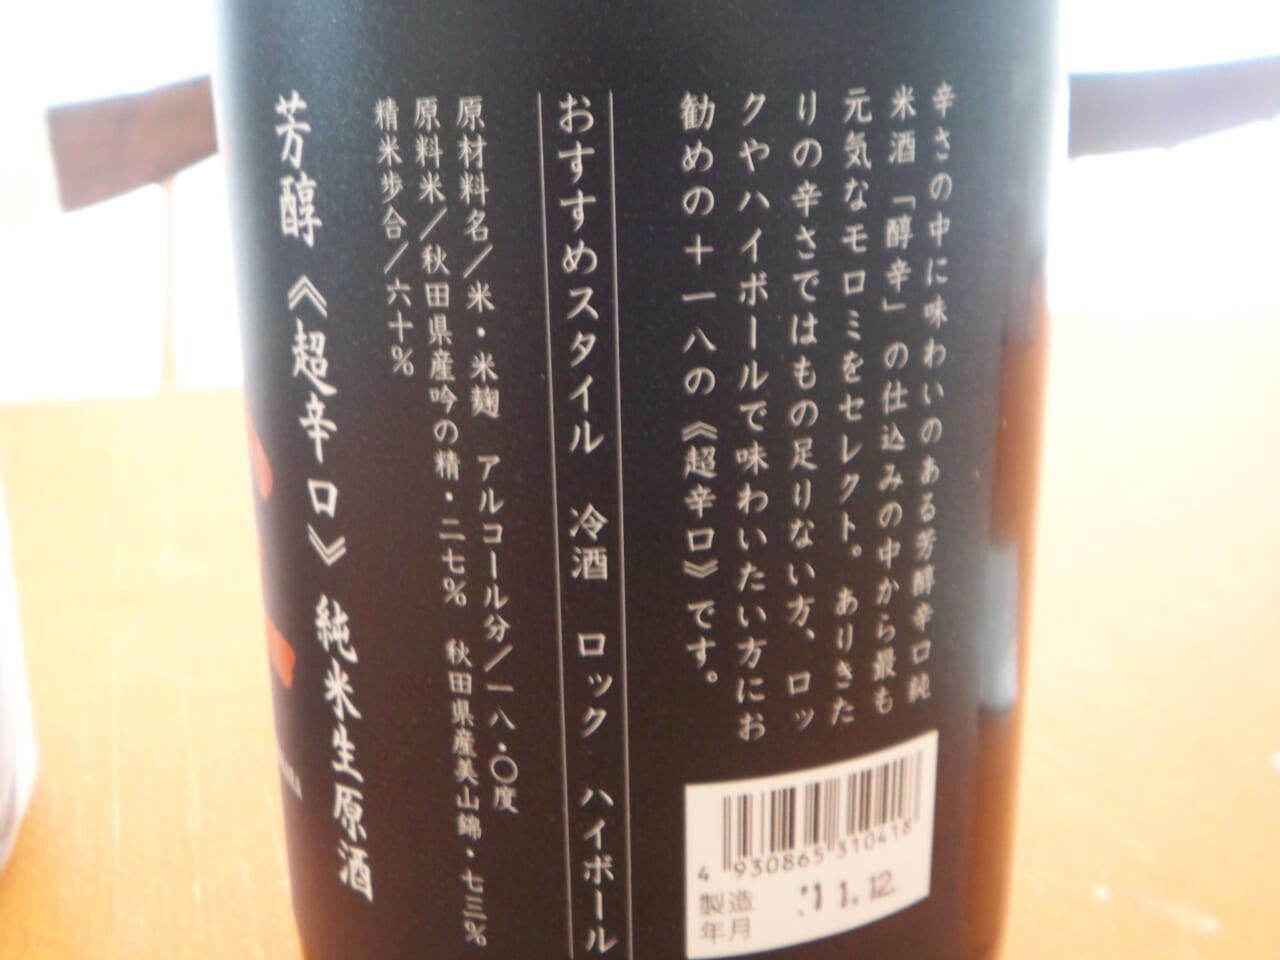 辛さの中に味わいのある芳醇辛口純
米酒「醇辛」の仕込みの中から最も
元気なモロミをセレクト。ありきた
りの辛さではもの足りない方、ロッ
クやハイボールで味わいたい方にお
勧めの十一八の《超辛口》です。
おすすめスタイル 冷酒 ロック ハイボール
原材料名／米・米麹 アルコール分／一八・〇度
原料米／秋田県産吟の精・二七% 秋田県産美山錦・七三%
精米歩合／六十%
芳醇《超辛口》純米生原酒
4 930865 310418
製造
年月
11.12